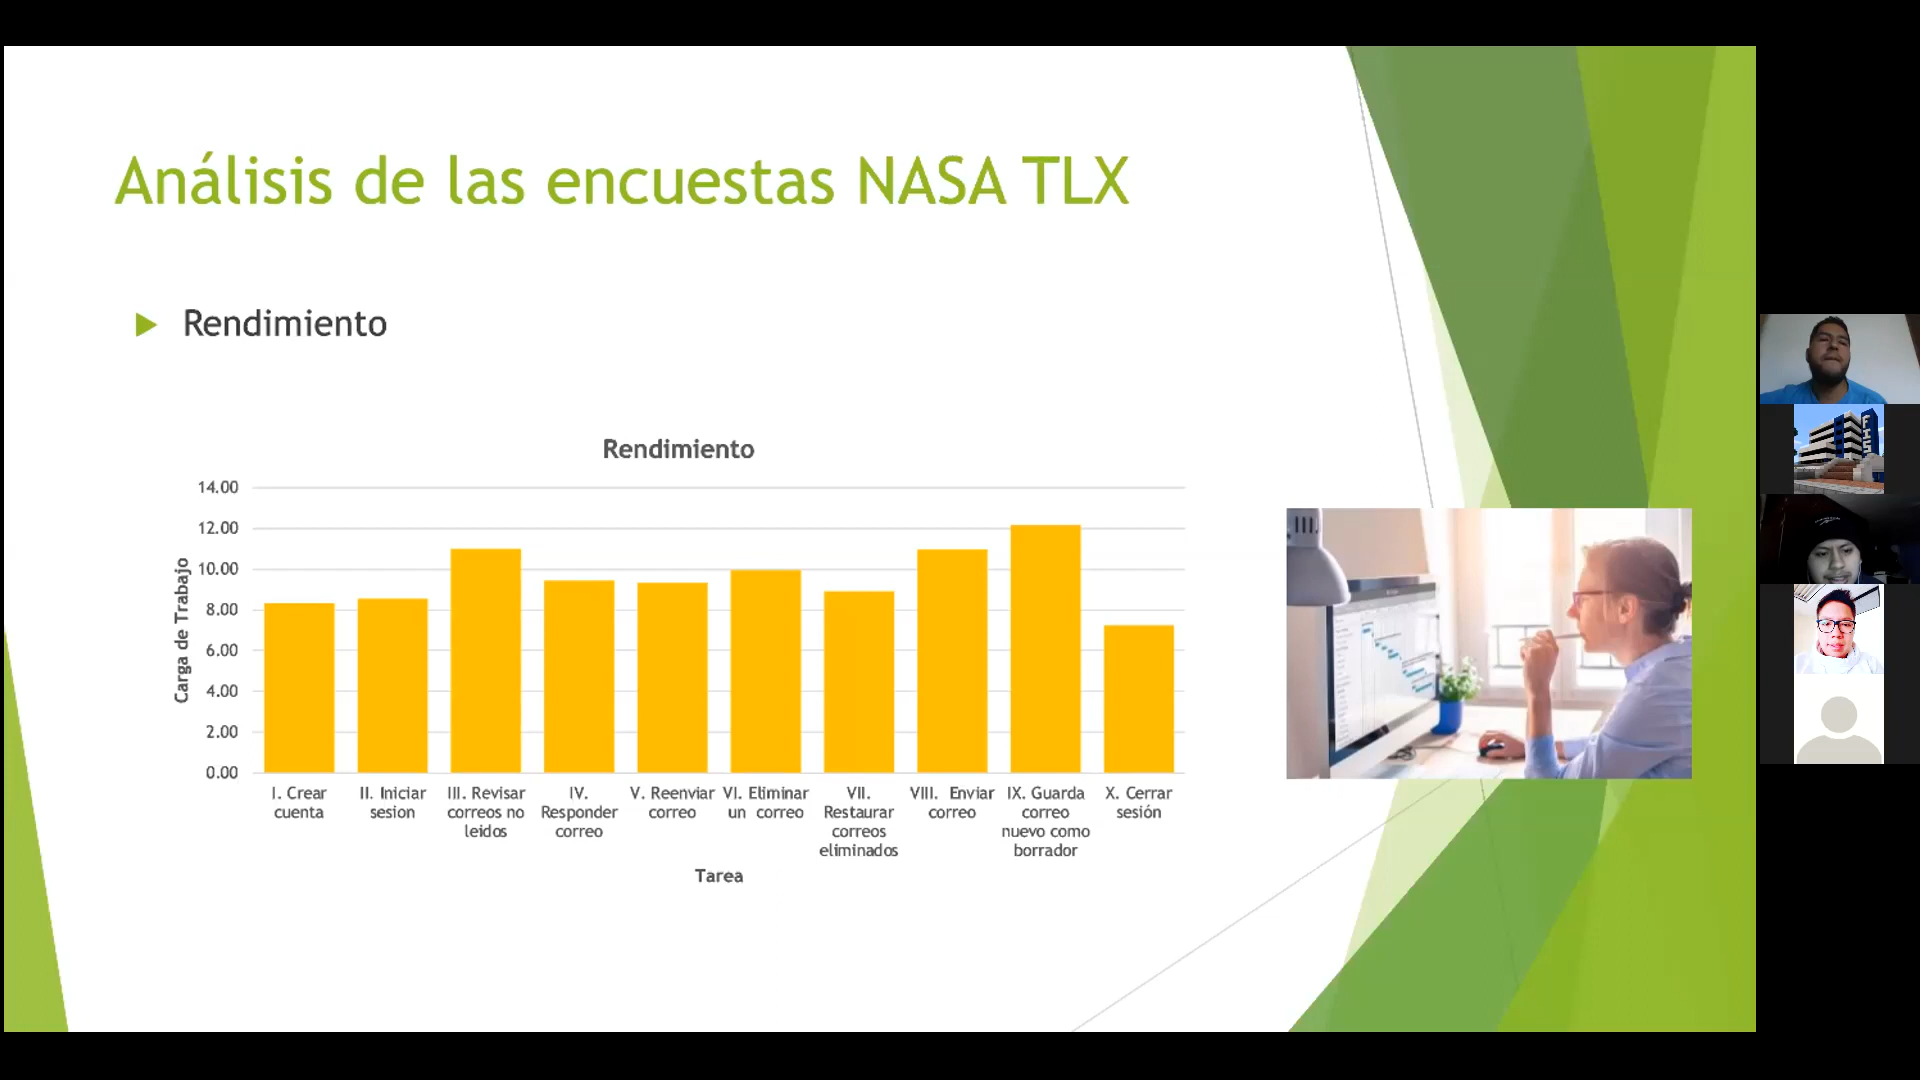 Análisis de las encuestas NASA TLX
Rendimiento
Rendimiento
14.00
12.00
10.00
8.00
6.00
4.00
2.00
0.00
Carga de Trabajo
I. Crear
cuenta
II. Iniciar
sesion
III. Revisar
correos no
leidos
IV.
Responder
correo
V. Reenviar
correo
VI. Eliminar
un correo
VII.
Restaurar
correos
eliminados
VIII. Enviar
correo
IX. Guarda
correo
nuevo como
borrador
X. Cerrar
sesión
Tarea